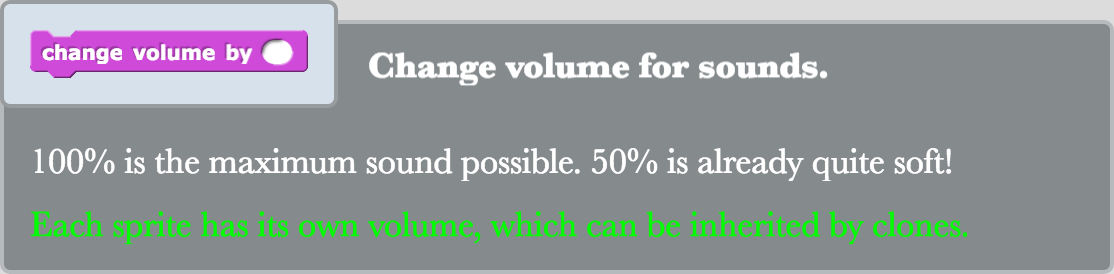 change volume by
Change volume for sounds.
100% is the maximum sound possible. 50% is already quite soft!
Each sprite has its own volume, which can be inherited by clones.